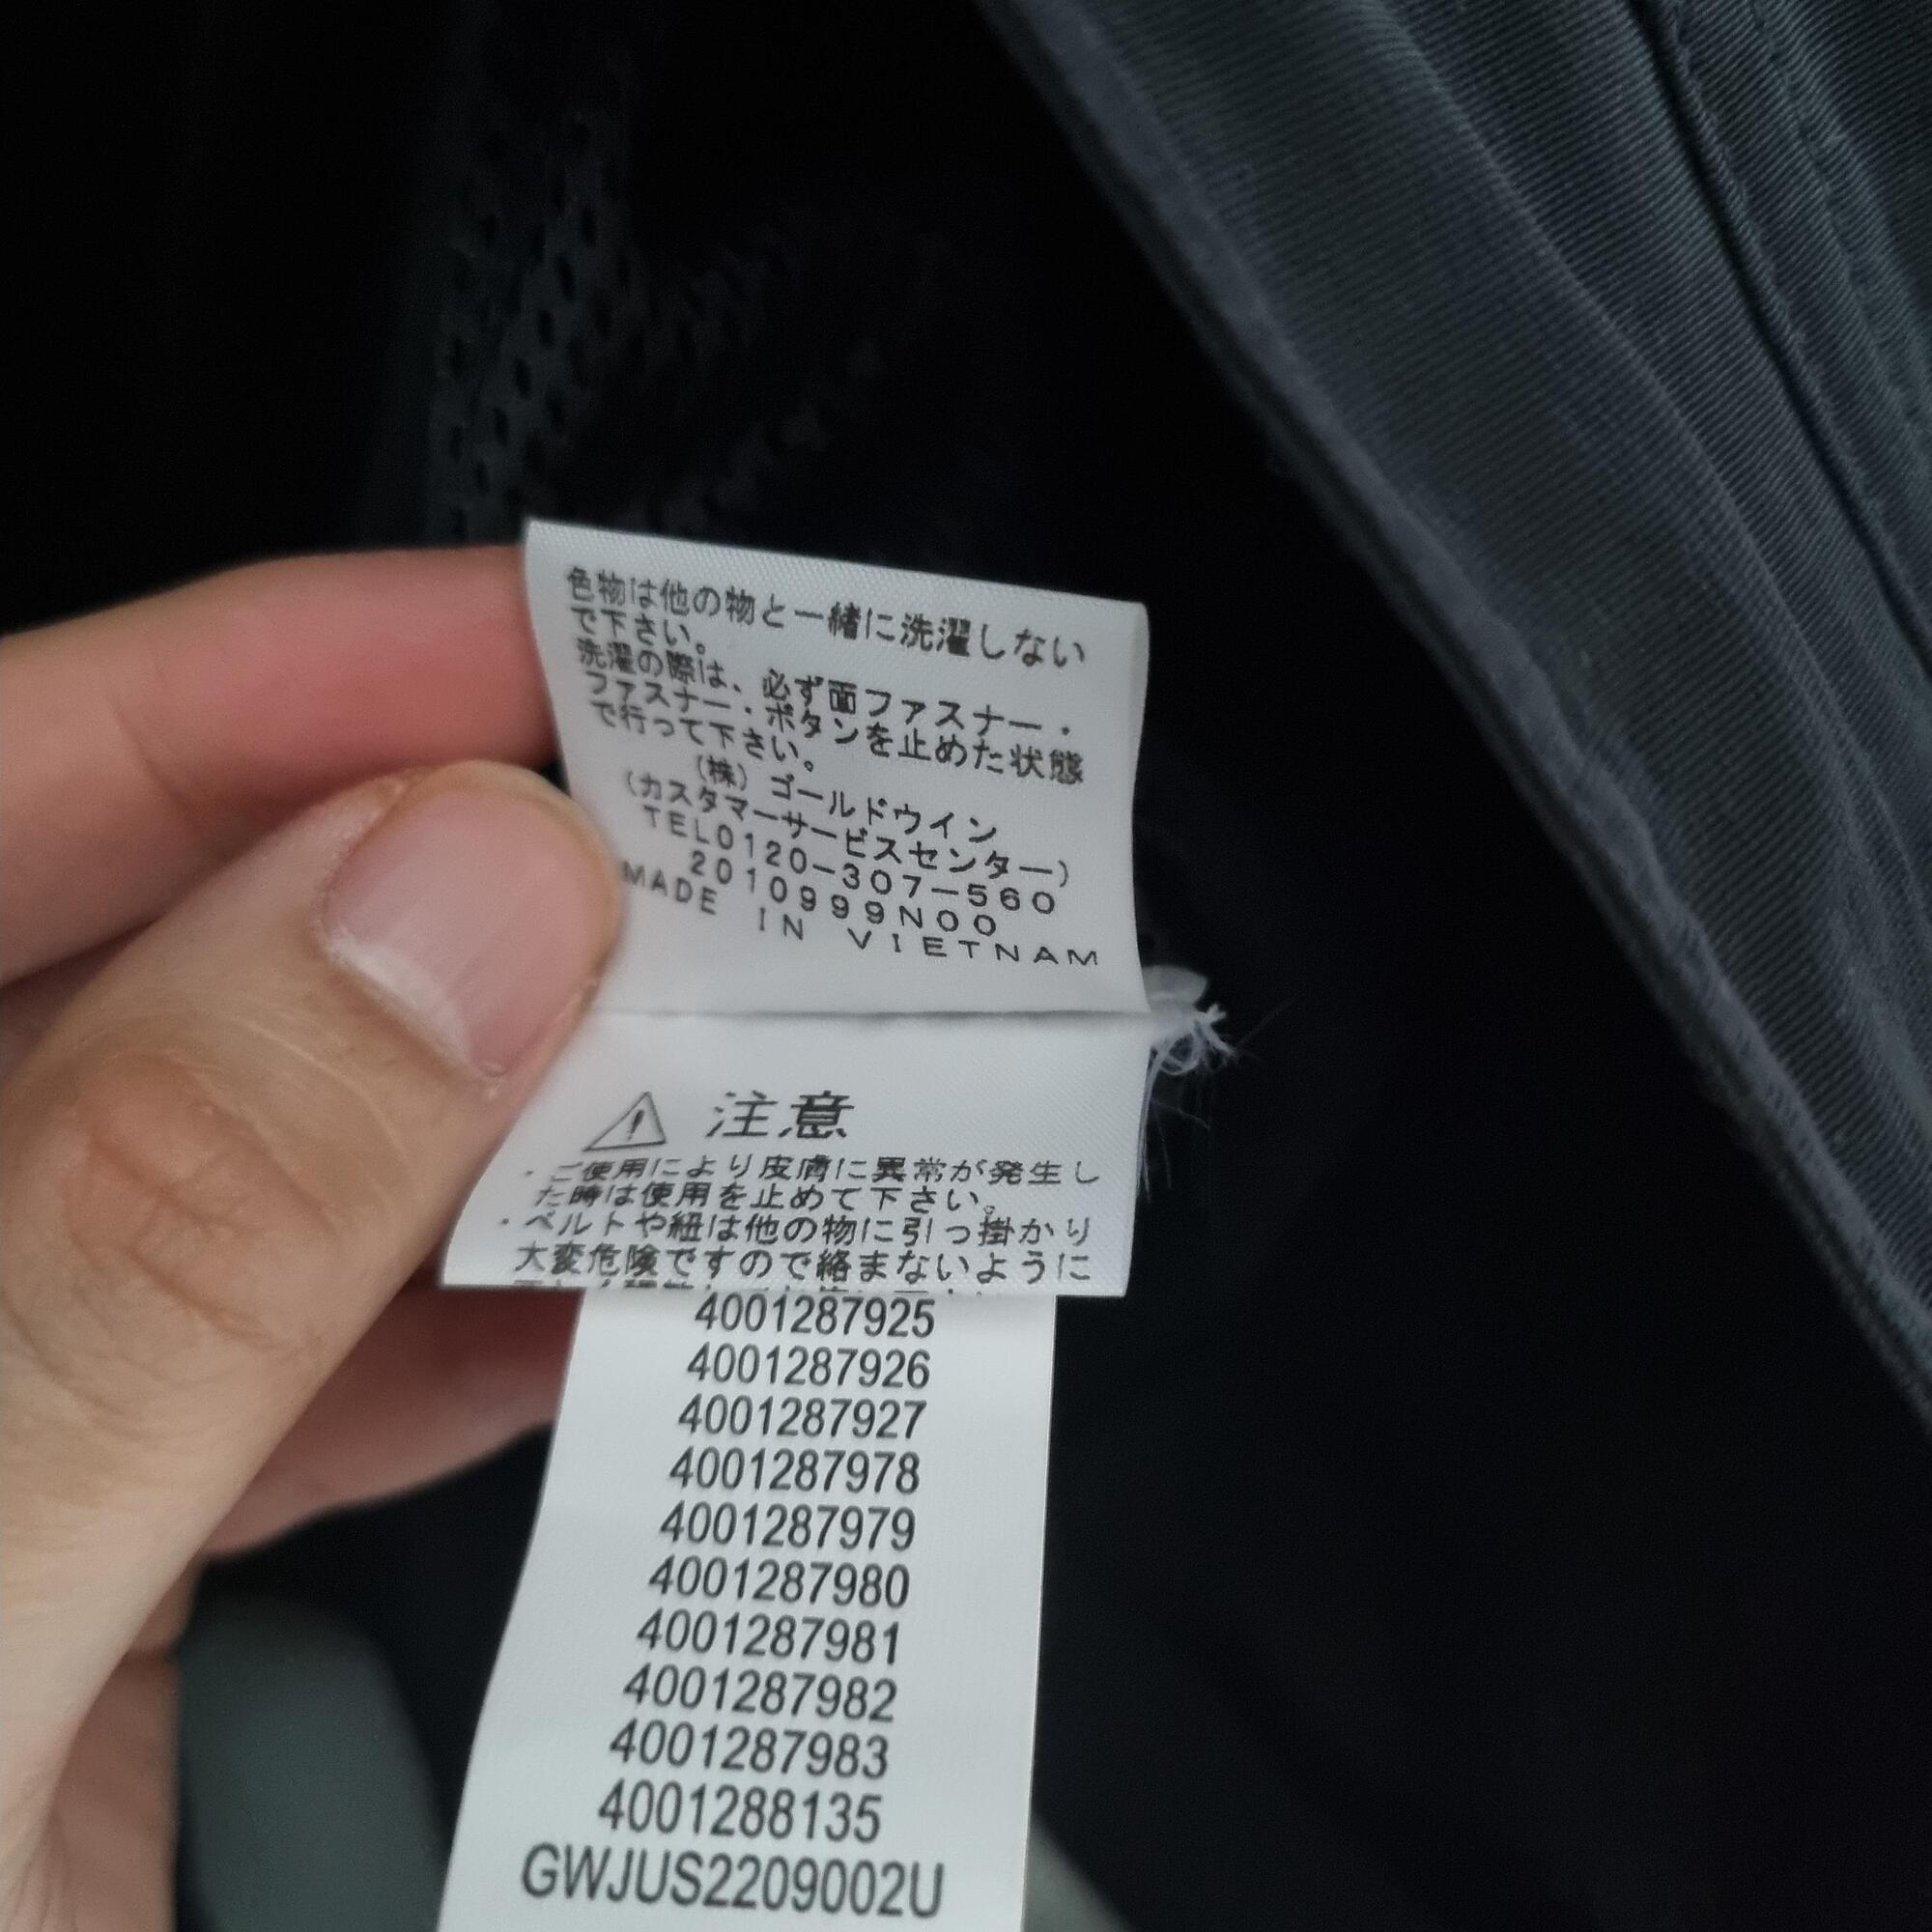 色物は他の物と一緒に洗濯しない
で下さい。
洗濯の際は、必ず面ファスナー・
ファスナー・ボタンを止めた状態
で行って下さい。
(株) ゴールドウイン
(カスタマーサービスセンター)
TEL0120-307-560
2010999N00
MADE IN VIETNAM
注意
・ご使用により皮膚に異常が発生し
た時は使用を止めて下さい。
・ベルトや紐は他の物に引っ掛かり
大変危険ですので絡まないように
4001287925
4001287926
4001287927
4001287978
4001287979
4001287980
4001287981
4001287982
4001287983
4001288135
GWJUS2209002U